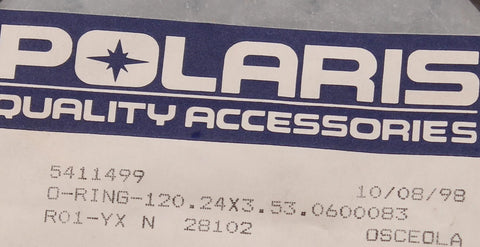 POLARIS
QUALITY ACCESSORIES
5411499 10/08/98
O-RING-120.24X3.53.0600083
R01-YX N 28102 OSCEOLA